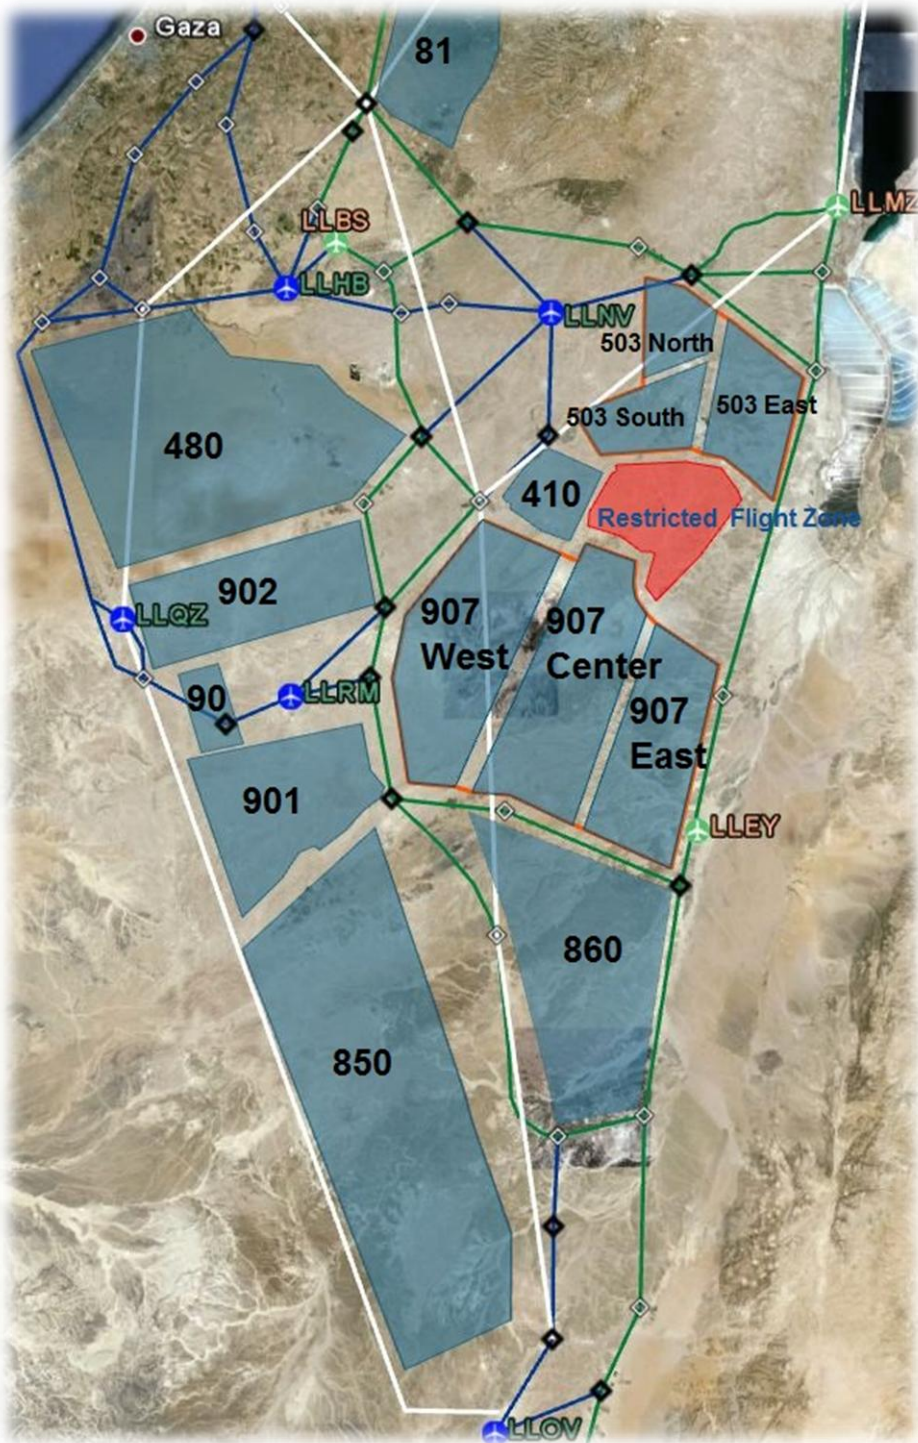 Gaza
81
LLBS
LLMZ
LLHB
LLNV
503 North
503 South
503 East
480
410
Restricted Flight Zone
902
907
West
907
Center
LLQZ
90
LLRM
907
East
901
LLEY
860
850
LLOV